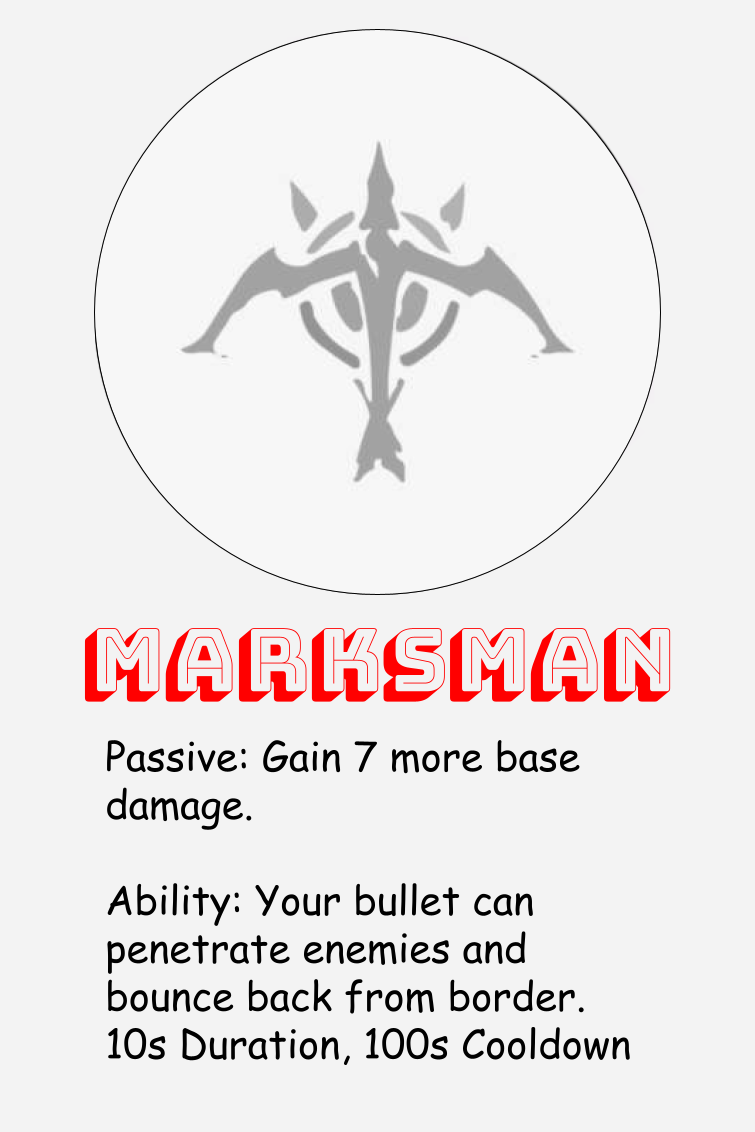 MARKSMAN
Passive: Gain 7 more base
damage.
Ability: Your bullet can
penetrate enemies and
bounce back from border.
10s Duration, 100s Cooldown